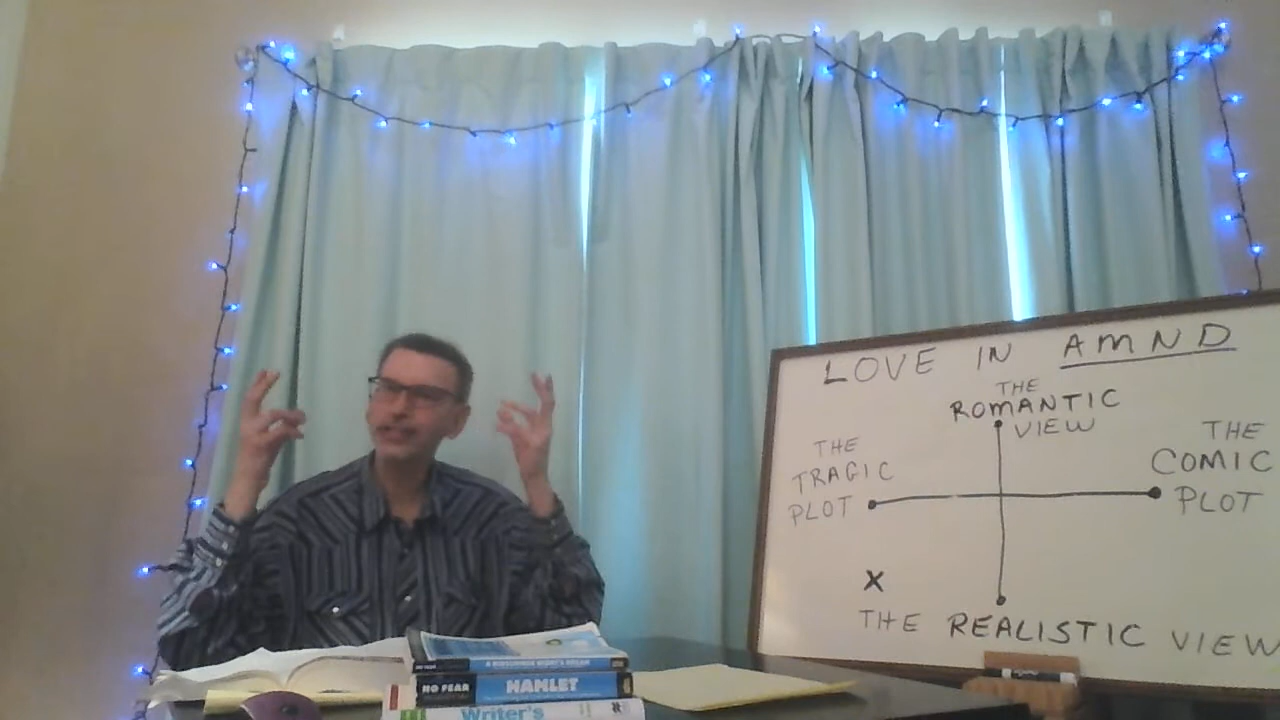 LOVE IN AMND
THE
ROMANTIC
VIEW
THE
TRAGIC
PLOT
THE
COMIC
PLOT
X
THE REALISTIC VIEW
A MIDSUMMER NIGHT'S DREAM
NO FEAR HAMLET
Writer's